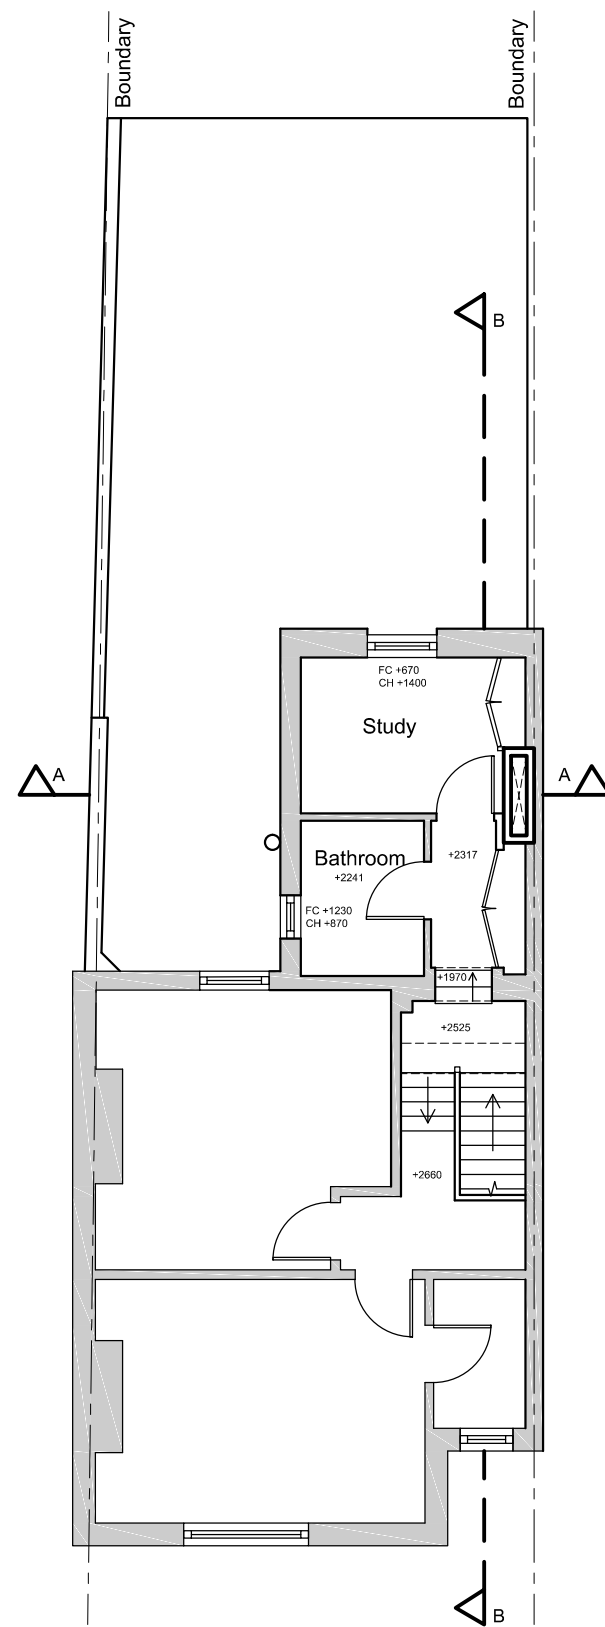 Boundary
Boundary
B
FC +670
CH +1400
Study
A
A
Bathroom
+2241
+2317
FC +1230
CH +870
+1970
+2525
+2660
B